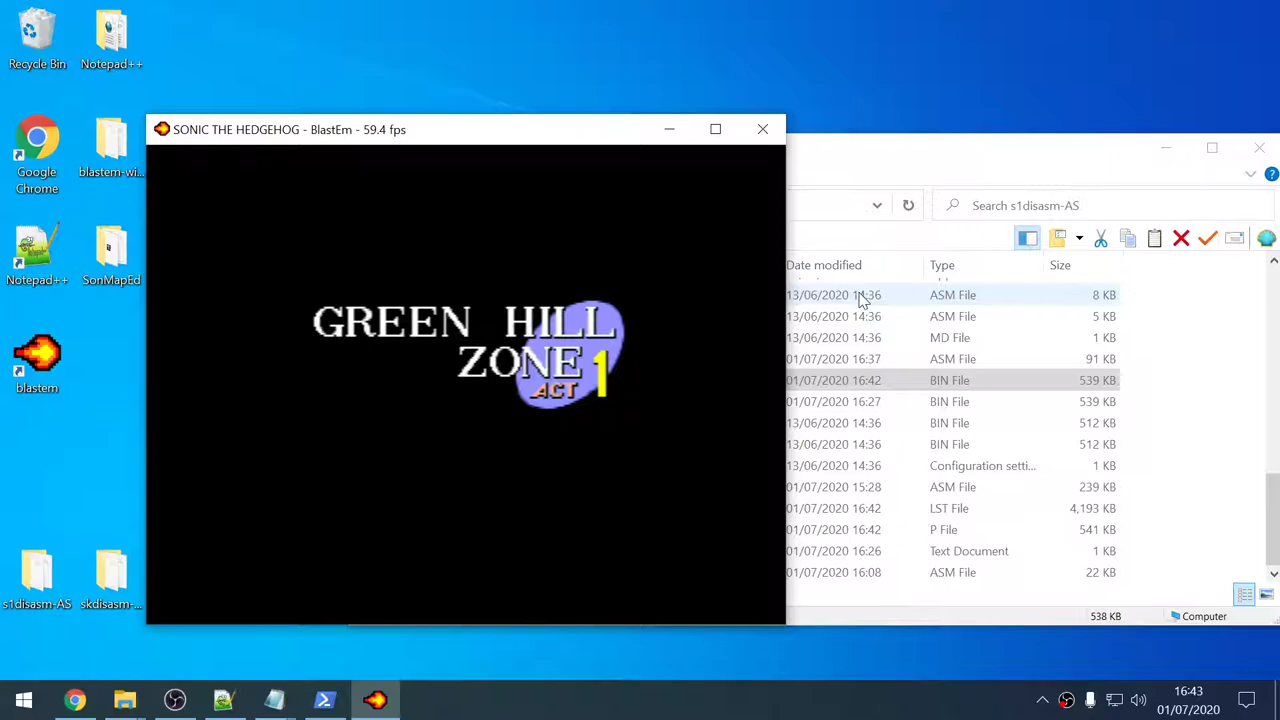 Recycle Bin
Notepad++
Google
Chrome
blastem-wi...
Notepad++
SonMapEd
blastem
s1disasm-AS
skdisasm-...
SONIC THE HEDGEHOG - BlastEm - 59.4 fps
GREEN HILL
ZONE
ACT 1
Search s1disasm-AS
Date modified Type Size
13/06/2020 14:36 ASM File 8 KB
13/06/2020 14:36 ASM File 5 KB
13/06/2020 14:36 MD File 1 KB
01/07/2020 16:37 ASM File 91 KB
01/07/2020 16:42 BIN File 539 KB
01/07/2020 16:27 BIN File 539 KB
13/06/2020 14:36 BIN File 512 KB
13/06/2020 14:36 BIN File 512 KB
13/06/2020 14:36 Configuration setti... 1 KB
01/07/2020 15:28 ASM File 239 KB
01/07/2020 16:42 LST File 4,193 KB
01/07/2020 16:42 P File 541 KB
01/07/2020 16:26 Text Document 1 KB
01/07/2020 16:08 ASM File 22 KB
538 KB Computer
16:43
01/07/2020